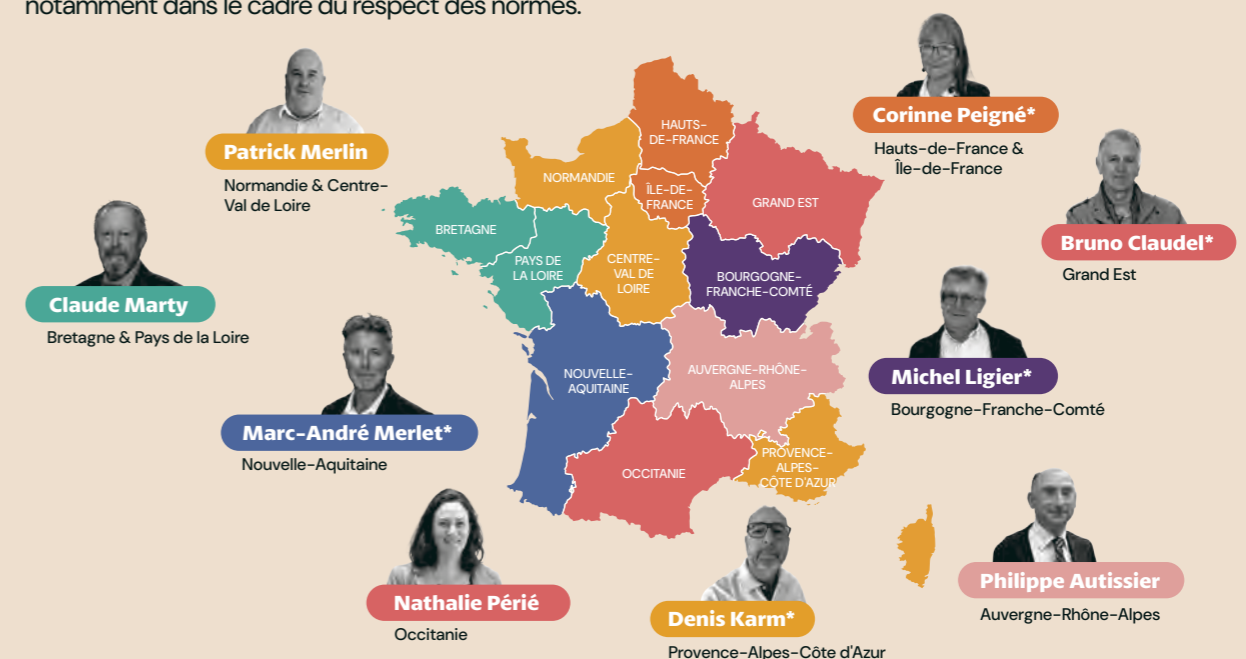 notamment dans le cadre du respect des normes.
Corinne Peigné*
Hauts-de-France &
Île-de-France
Patrick Merlin
Normandie & Centre-
Val de Loire
Bruno Claudel*
Grand Est
Claude Marty
Bretagne & Pays de la Loire
Michel Ligier*
Bourgogne-Franche-Comté
Marc-André Merlet*
Nouvelle-Aquitaine
Philippe Autissier
Auvergne-Rhône-Alpes
Nathalie Périé
Occitanie
Denis Karm*
Provence-Alpes-Côte d'Azur
HAUTS-
DE-FRANCE
NORMANDIE
ÎLE-DE-
FRANCE
GRAND EST
BRETAGNE
PAYS DE
LA LOIRE
CENTRE-
VAL DE
LOIRE
BOURGOGNE-
FRANCHE-COMTÉ
NOUVELLE-
AQUITAINE
AUVERGNE-RHÔNE-
ALPES
OCCITANIE
PROVENCE-
ALPES-
CÔTE D'AZUR